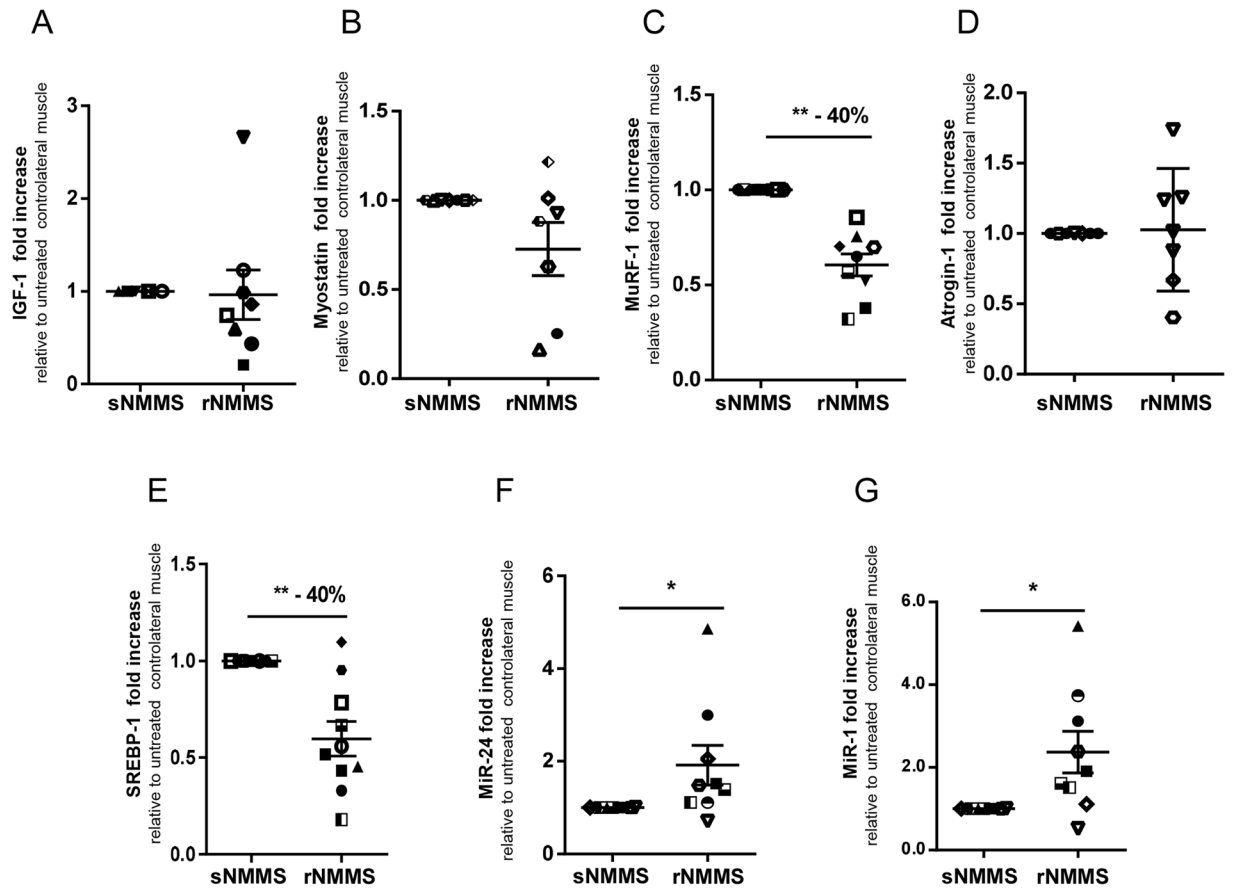 A
IGF-1 fold increase
relative to untreated controlateral muscle
3
2
1
0
sNMMS rNMMS
B
Myostatin fold increase
relative to untreated controlateral muscle
1.5
1.0
0.5
0.0
sNMMS rNMMS
C
MuRF-1 fold increase
relative to untreated controlateral muscle
1.5
1.0
0.5
0.0
** - 40%
sNMMS rNMMS
D
Atrogin-1 fold increase
relative to untreated controlateral muscle
2.0
1.5
1.0
0.5
0.0
sNMMS rNMMS
E
SREBP-1 fold increase
relative to untreated controlateral muscle
1.5
1.0
0.5
0.0
** - 40%
sNMMS rNMMS
F
MiR-24 fold increase
relative to untreated controlateral muscle
6
4
2
0
*
sNMMS rNMMS
G
MiR-1 fold increase
relative to untreated controlateral muscle
6.0
4.0
2.0
0.0
*
sNMMS rNMMS